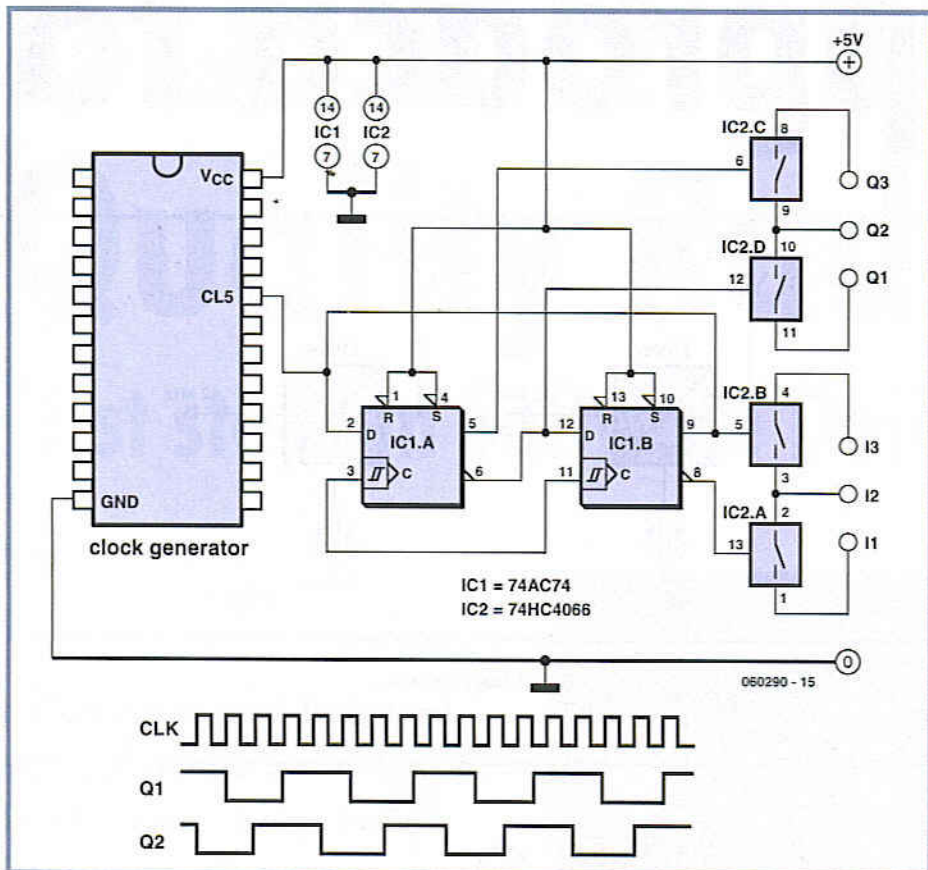 +5V
+
14 14
IC1 IC2
7 7
IC2.C 8
6
Q3
9
Q2
IC2.D 10
12
Q1
11
VCC
CL5
GND
clock generator
1 4
R S
2 D IC1.A 5
3 C 6
13 10
R S
12 D IC1.B 9
11 C 8
IC2.B 4
5
I3
3
I2
IC2.A 2
13
I1
1
IC1 = 74AC74
IC2 = 74HC4066
0
060290 - 15
CLK
Q1
Q2